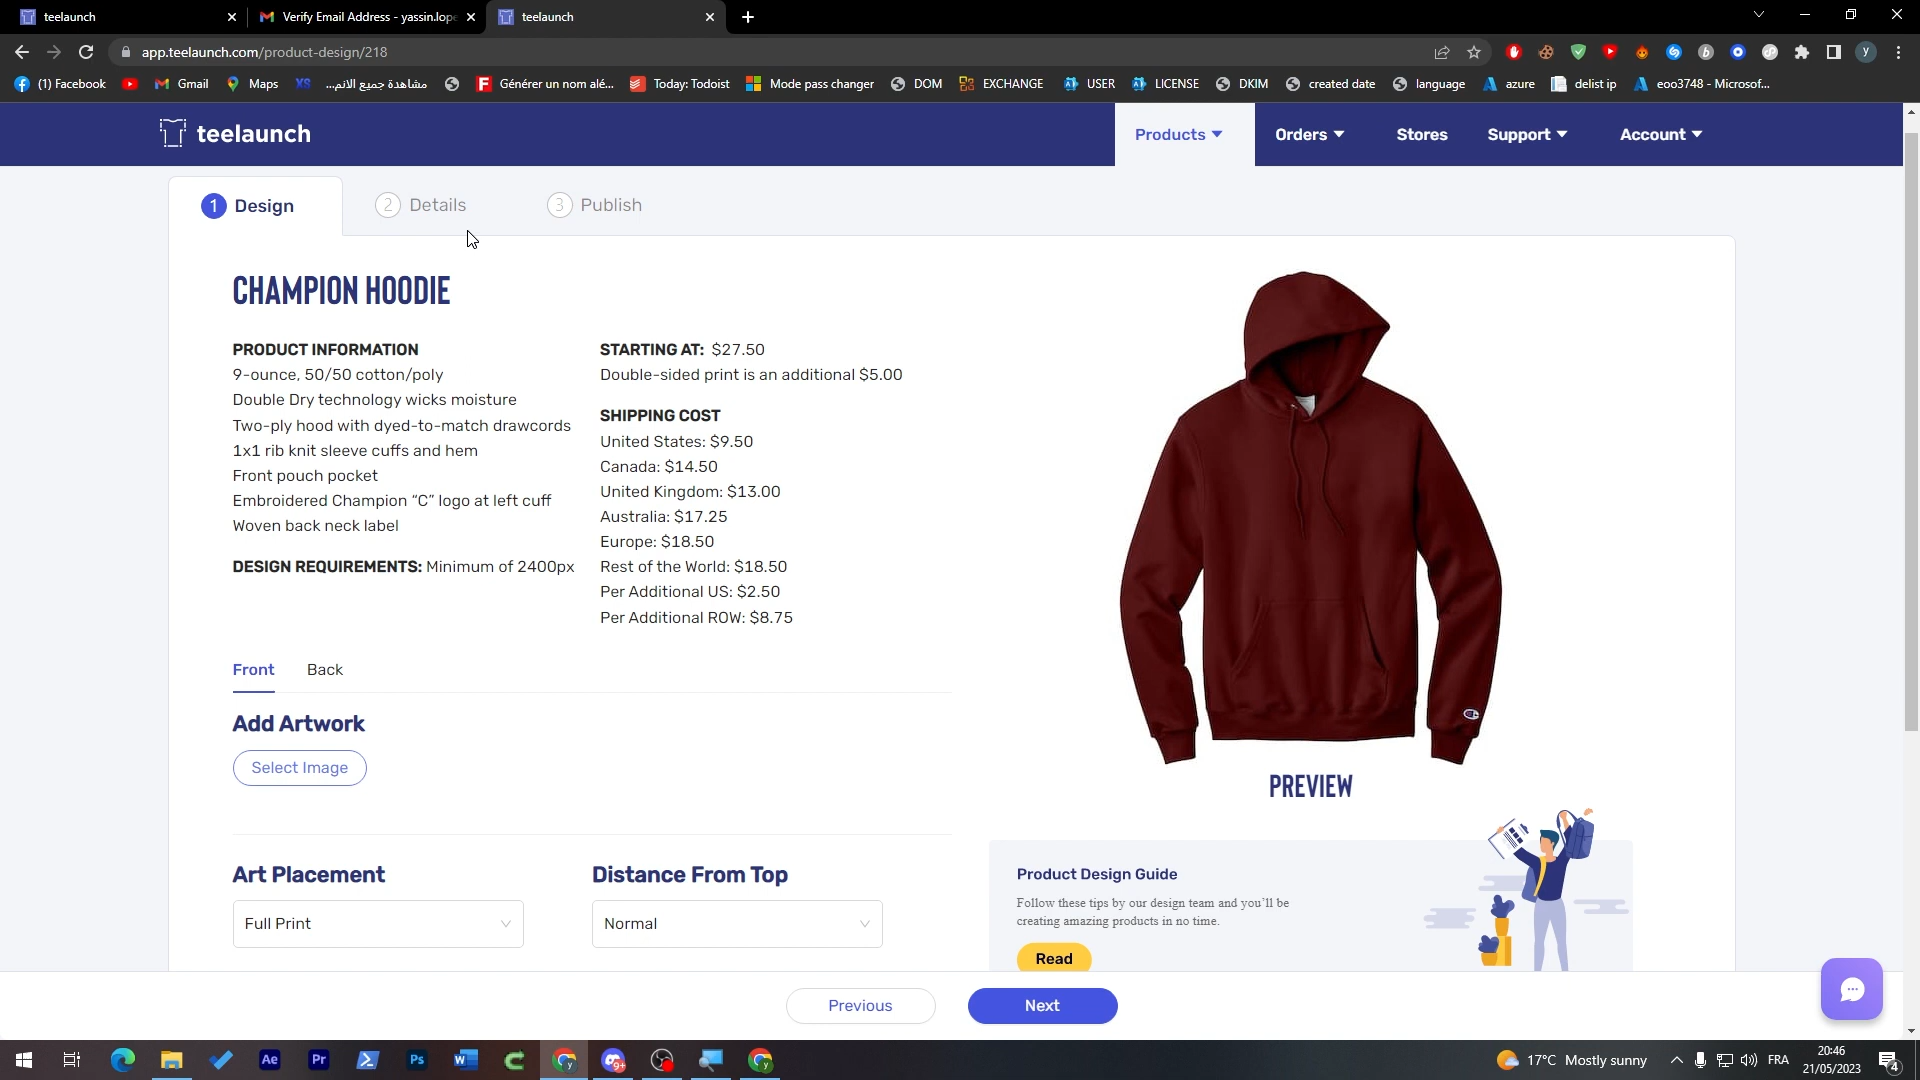 teelaunch
Verify Email Address - yassin.lope
teelaunch
app.teelaunch.com/product-design/218
(1) Facebook
Gmail
Maps
XS
مشاهدة جميع الانم...
Générer un nom alé...
Today: Todoist
Mode pass changer
DOM
EXCHANGE
USER
LICENSE
DKIM
created date
language
azure
delist ip
eoo3748 - Microsof...
teelaunch
Products
Orders
Stores
Support
Account
1 Design
2 Details
3 Publish
CHAMPION HOODIE
PRODUCT INFORMATION
9-ounce, 50/50 cotton/poly
Double Dry technology wicks moisture
Two-ply hood with dyed-to-match drawcords
1x1 rib knit sleeve cuffs and hem
Front pouch pocket
Embroidered Champion “C” logo at left cuff
Woven back neck label
DESIGN REQUIREMENTS: Minimum of 2400px
STARTING AT: $27.50
Double-sided print is an additional $5.00
SHIPPING COST
United States: $9.50
Canada: $14.50
United Kingdom: $13.00
Australia: $17.25
Europe: $18.50
Rest of the World: $18.50
Per Additional US: $2.50
Per Additional ROW: $8.75
Front
Back
Add Artwork
Select Image
Art Placement
Full Print
Distance From Top
Normal
PREVIEW
Product Design Guide
Follow these tips by our design team and you'll be
creating amazing products in no time.
Read
Previous
Next
Ae
Pr
Ps
W
9+
17°C Mostly sunny
FRA
20:46
21/05/2023
4